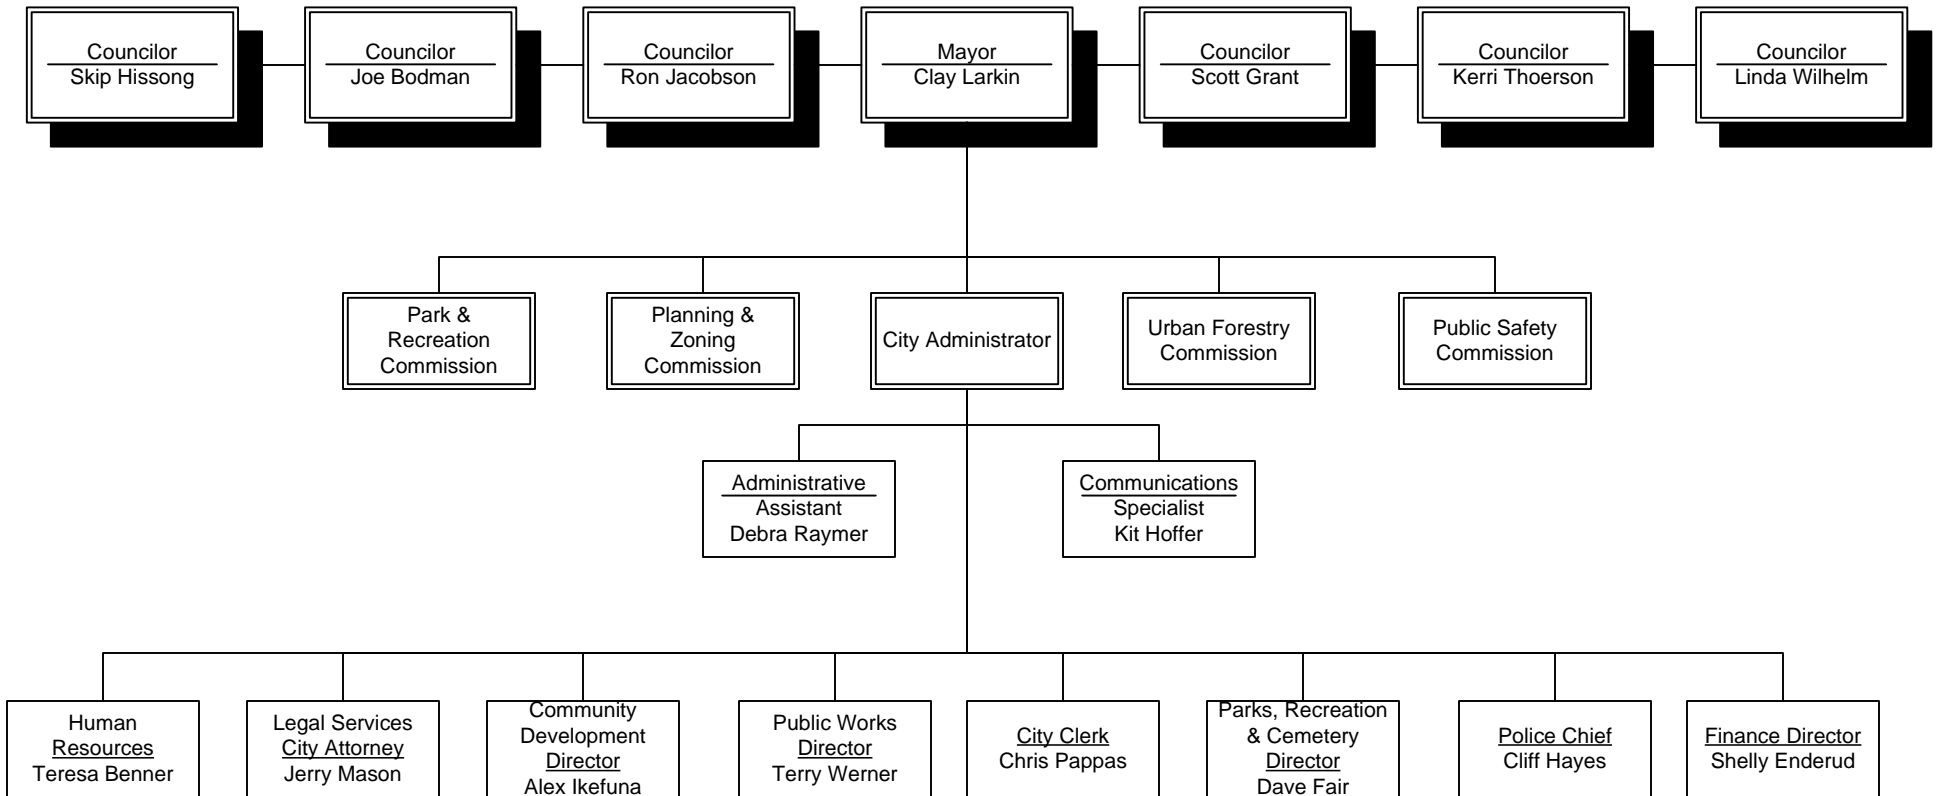 Councilor
Skip Hissong
Councilor
Joe Bodman
Councilor
Ron Jacobson
Mayor
Clay Larkin
Councilor
Scott Grant
Councilor
Kerri Thoerson
Councilor
Linda Wilhelm
Park &
Recreation
Commission
Planning &
Zoning
Commission
City Administrator
Urban Forestry
Commission
Public Safety
Commission
Administrative
Assistant
Debra Raymer
Communications
Specialist
Kit Hoffer
Human
Resources
Teresa Benner
Legal Services
City Attorney
Jerry Mason
Community
Development
Director
Alex Ikefuna
Public Works
Director
Terry Werner
City Clerk
Chris Pappas
Parks, Recreation
& Cemetery
Director
Dave Fair
Police Chief
Cliff Hayes
Finance Director
Shelly Enderud